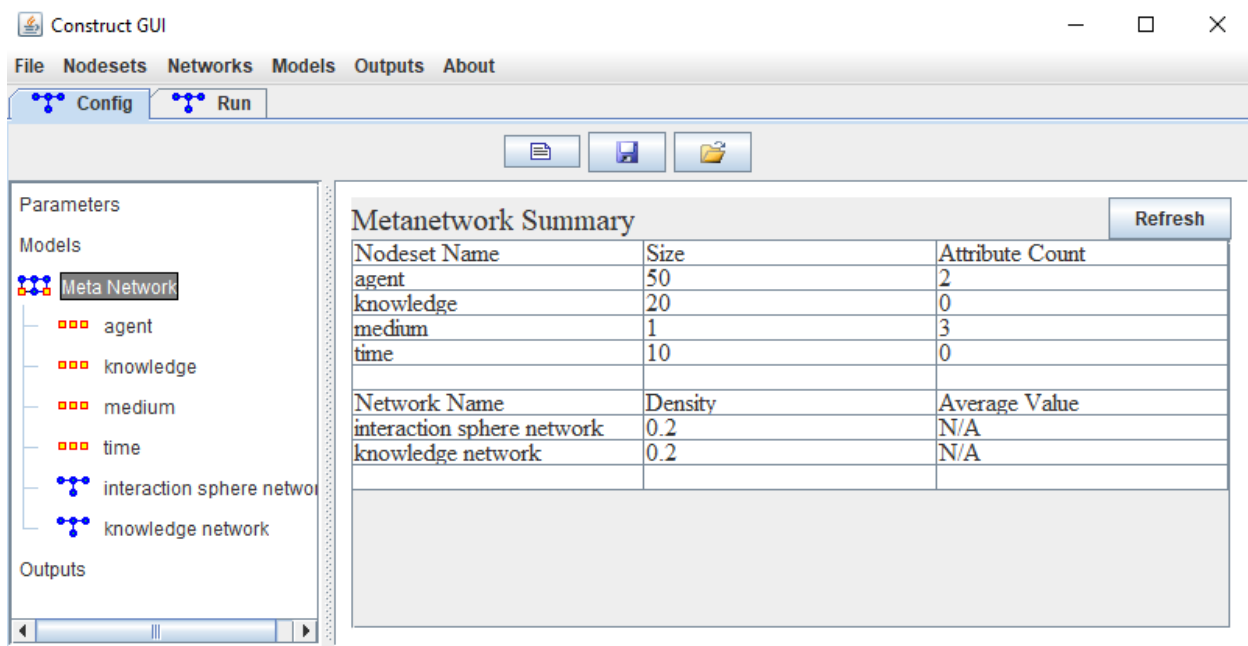 Construct GUI
File Nodesets Networks Models Outputs About
Config Run
Parameters
Models
Meta Network
agent
knowledge
medium
time
interaction sphere networ
knowledge network
Outputs
Metanetwork Summary
Refresh
Nodeset Name Size Attribute Count
agent 50 2
knowledge 20 0
medium 1 3
time 10 0
Network Name Density Average Value
interaction sphere network 0.2 N/A
knowledge network 0.2 N/A